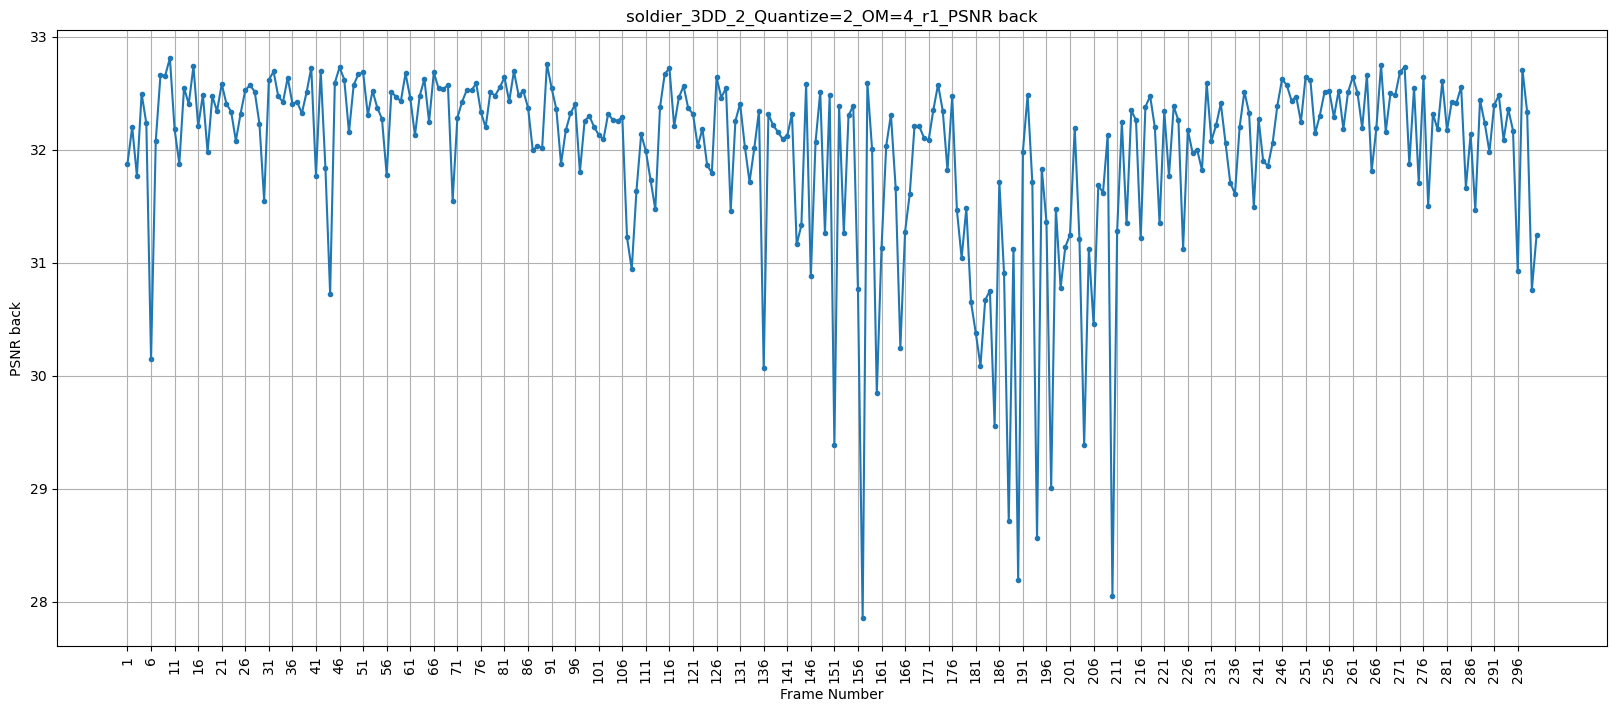 soldier_3DD_2_Quantize=2_OM=4_r1_PSNR back
33
32
31
30
29
28
PSNR back
1 6 11 16 21 26 31 36 41 46 51 56 61 66 71 76 81 86 91 96 101 106 111 116 121 126 131 136 141 146 151 156 161 166 171 176 181 186 191 196 201 206 211 216 221 226 231 236 241 246 251 256 261 266 271 276 281 286 291 296
Frame Number